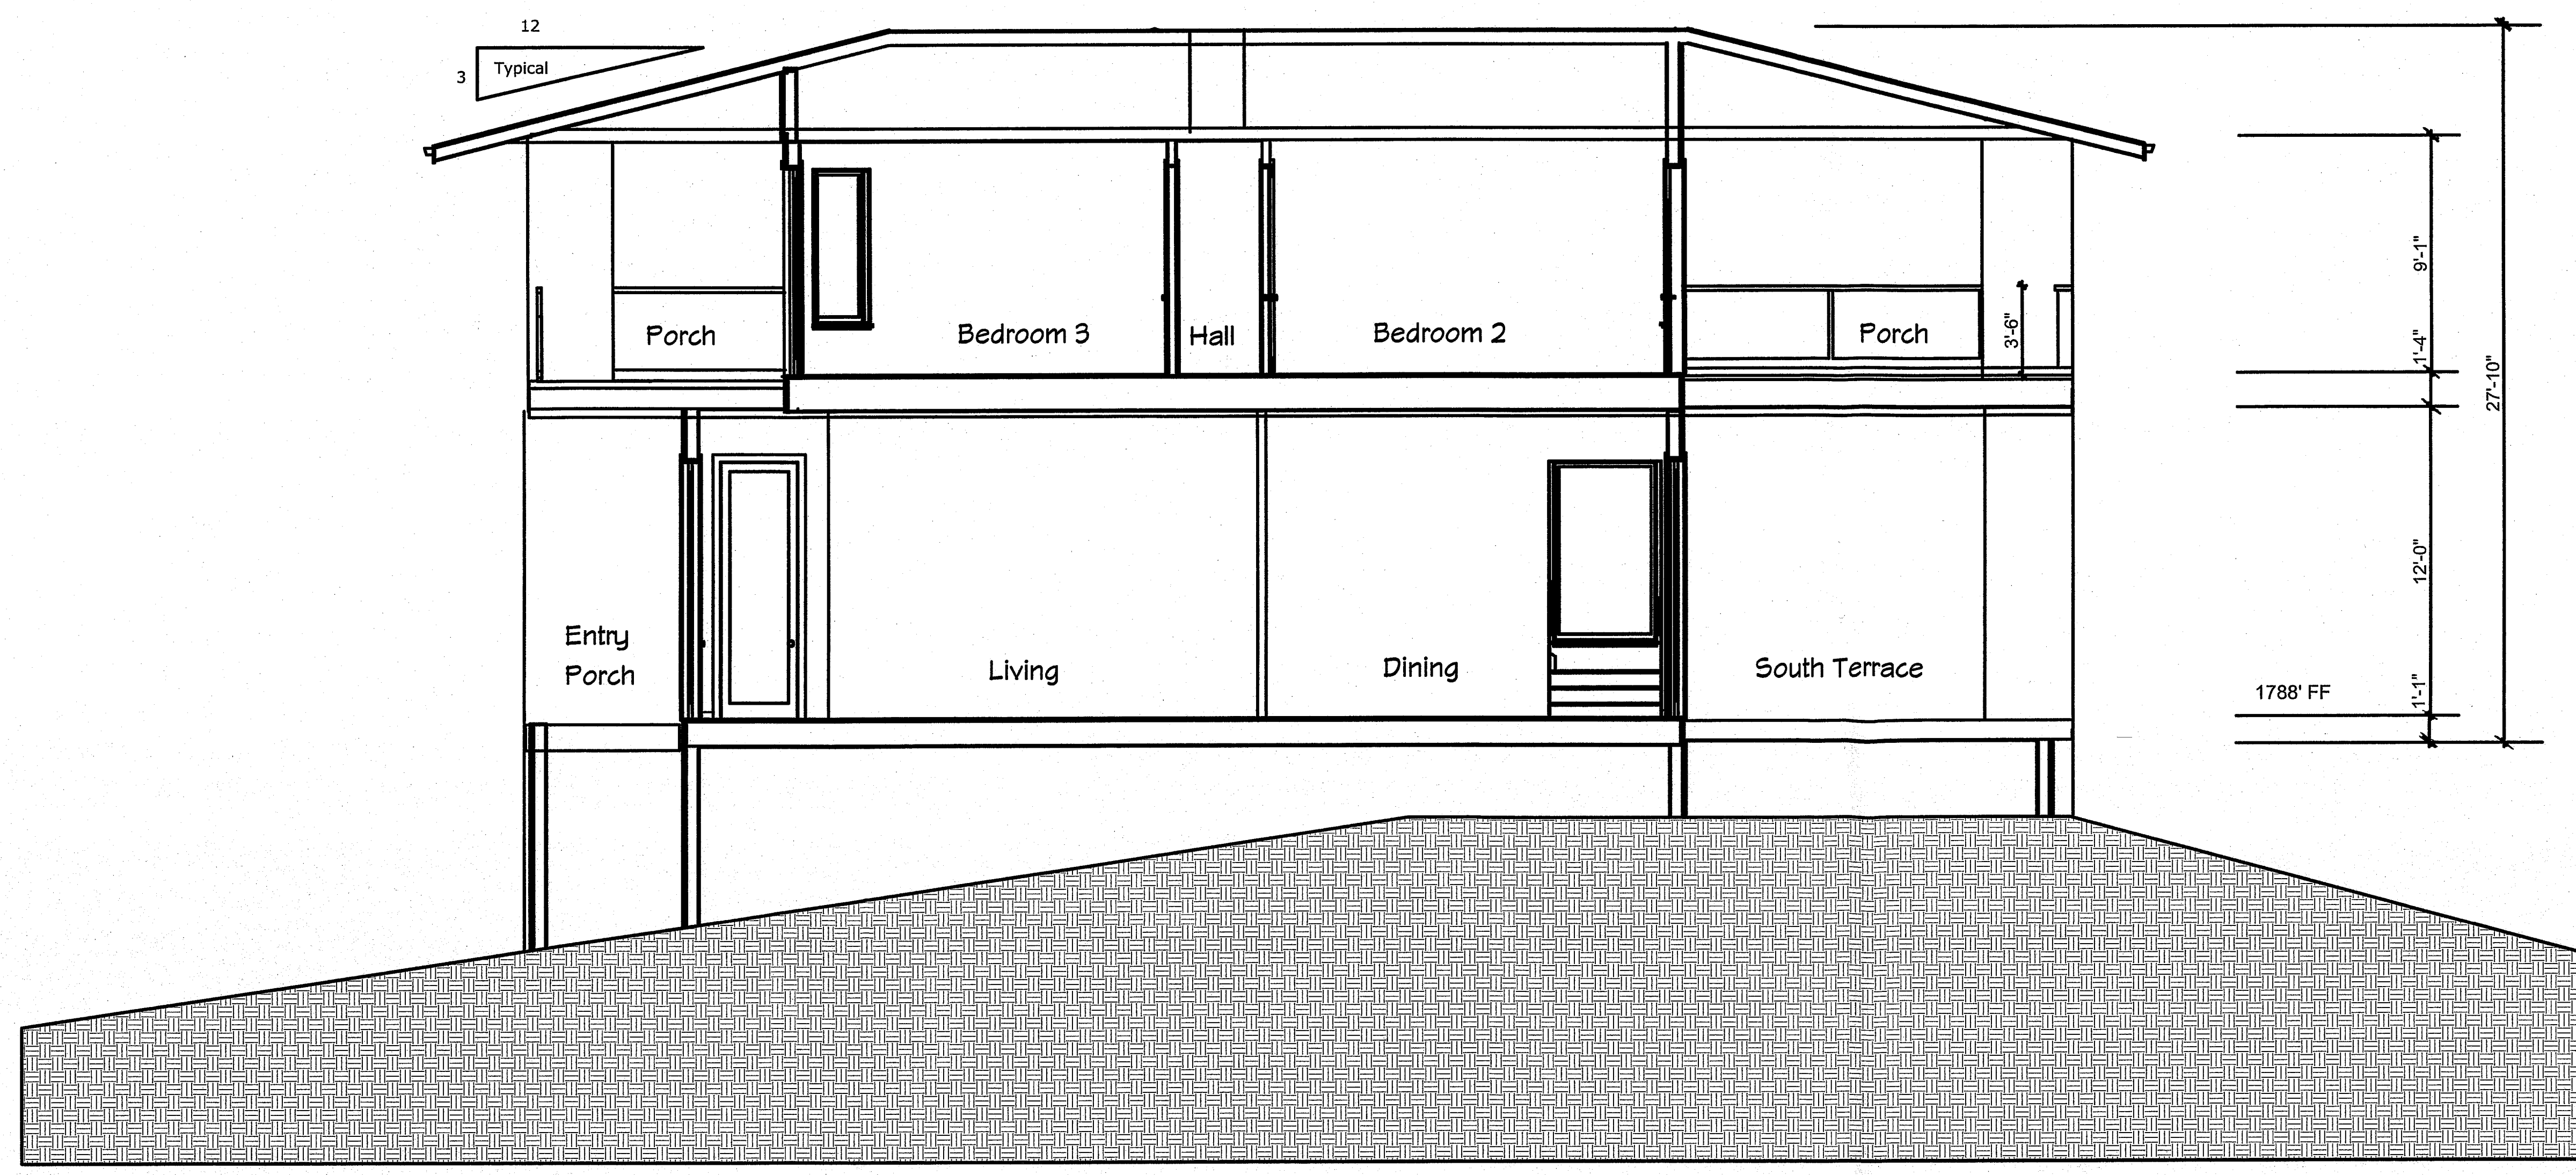 12
3
Typical
Porch
Bedroom 3
Hall
Bedroom 2
Porch
3'-6"
9'-1"
1'-4"
27'-10"
12'-0"
Entry
Porch
Living
Dining
South Terrace
1788' FF
1'-1"